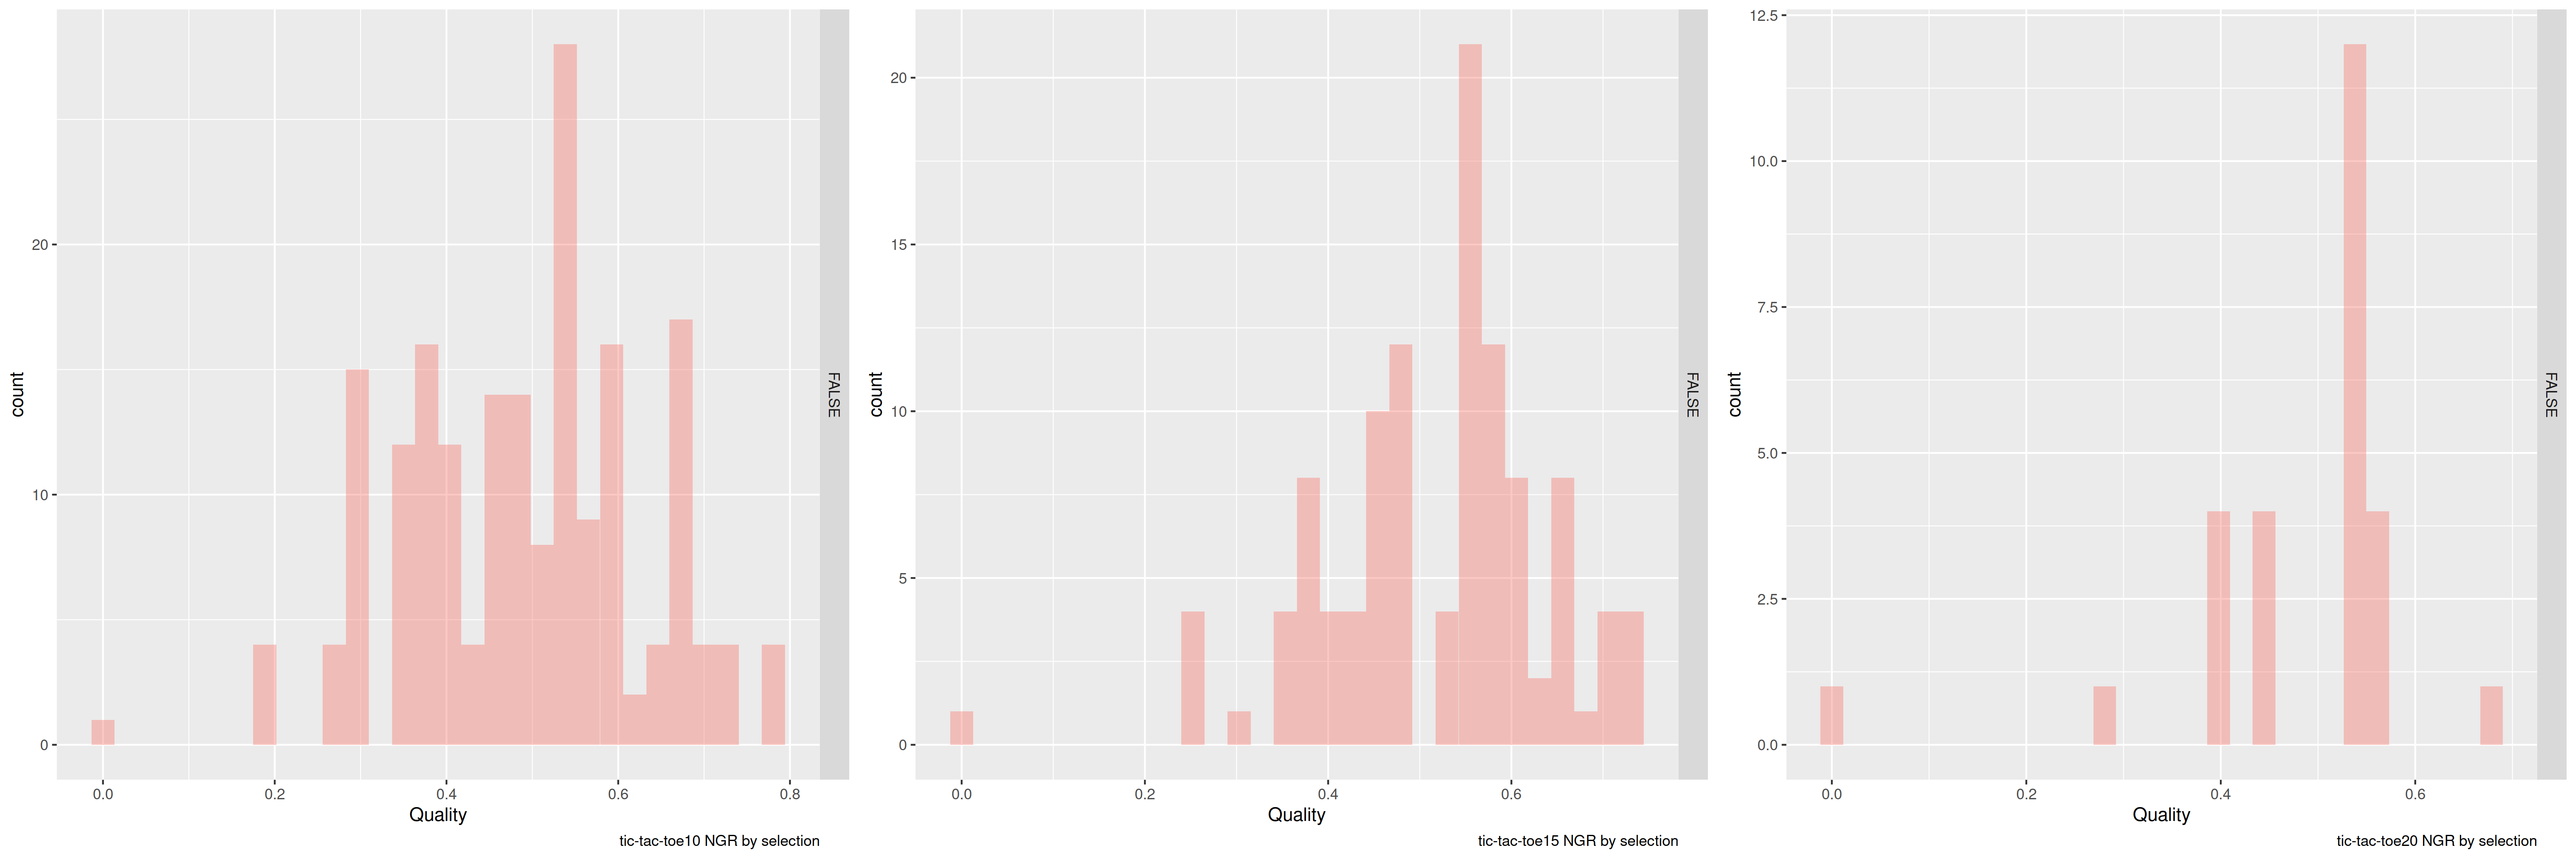 count
20
10
0
0.0 0.2 0.4 0.6 0.8
Quality
FALSE
tic-tac-toe10 NGR by selection
count
20
15
10
5
0
0.0 0.2 0.4 0.6
Quality
FALSE
tic-tac-toe15 NGR by selection
count
12.5
10.0
7.5
5.0
2.5
0.0
0.0 0.2 0.4 0.6
Quality
FALSE
tic-tac-toe20 NGR by selection